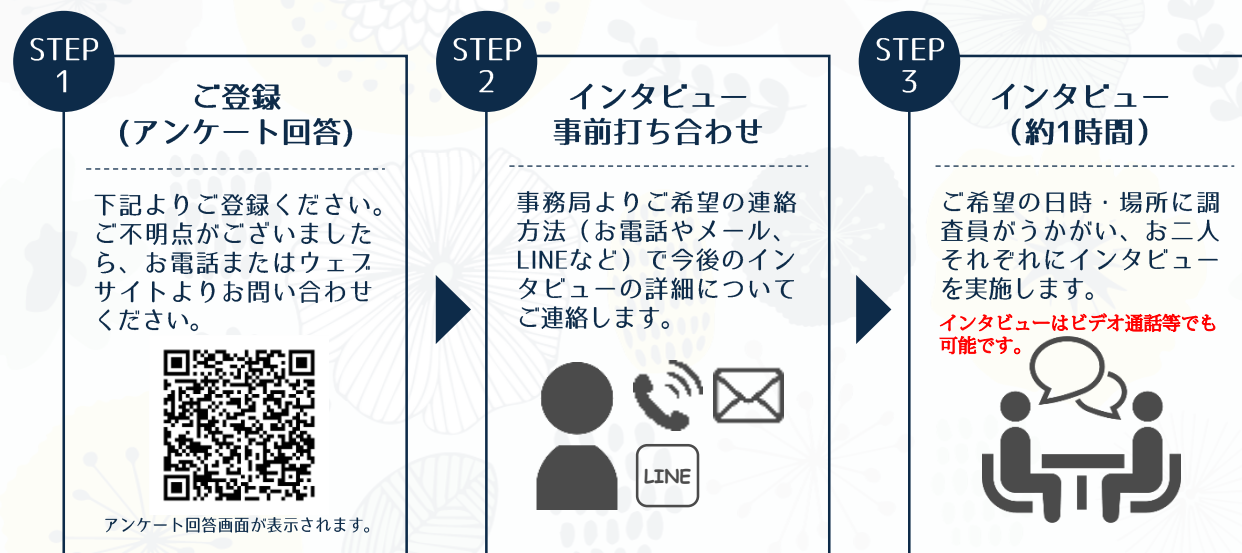 STEP
1
ご登録
(アンケート回答)
下記よりご登録ください。
ご不明点がございました
ら、お電話またはウェブ
サイトよりお問い合わせ
ください。
アンケート回答画面が表示されます。
STEP
2
インタビュー
事前打ち合わせ
事務局よりご希望の連絡
方法（お電話やメール、
LINEなど）で今後のイン
タビューの詳細について
ご連絡します。
LINE
STEP
3
インタビュー
（約1時間）
ご希望の日時・場所に調
査員がうかがい、お二人
それぞれにインタビュー
を実施します。
インタビューはビデオ通話等でも
可能です。